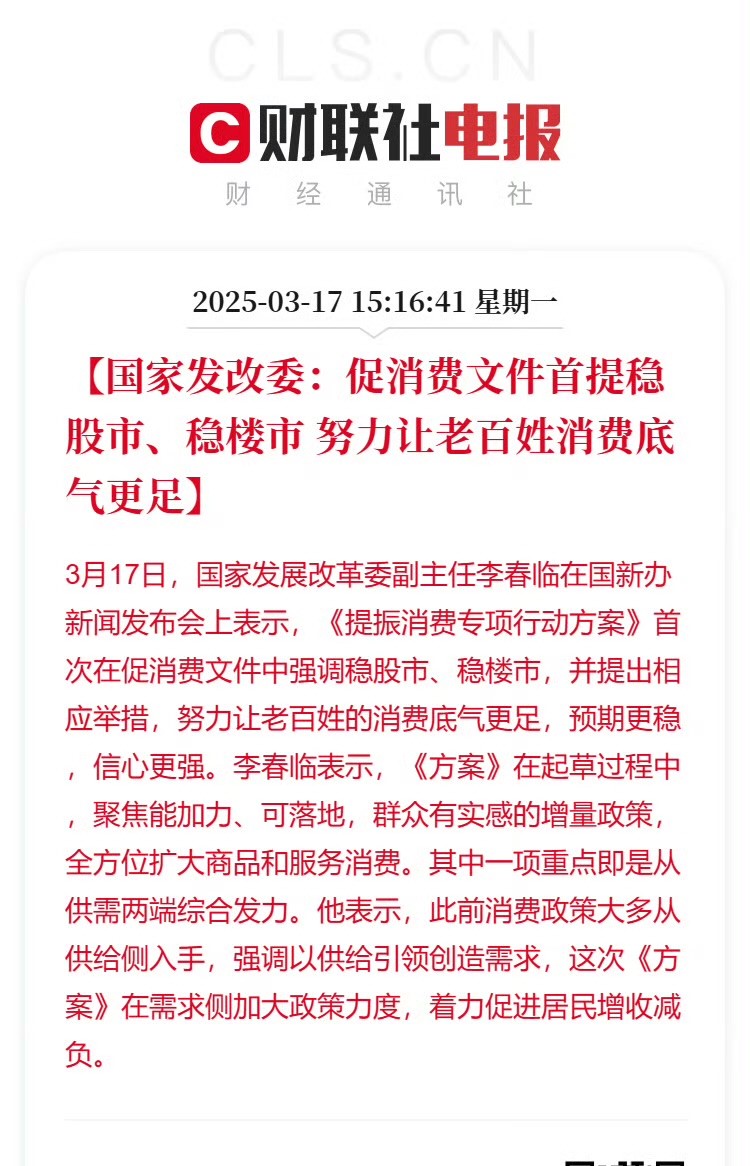 CLS.CN
C 财联社电报
财经通讯社
2025-03-17 15:16:41 星期一
【国家发改委：促消费文件首提稳
股市、稳楼市 努力让老百姓消费底
气更足】
3月17日，国家发展改革委副主任李春临在国新办
新闻发布会上表示，《提振消费专项行动方案》首
次在促消费文件中强调稳股市、稳楼市，并提出相
应举措，努力让老百姓的消费底气更足，预期更稳
，信心更强。李春临表示，《方案》在起草过程中
，聚焦能加力、可落地，群众有实感的增量政策，
全方位扩大商品和服务消费。其中一项重点即是从
供需两端综合发力。他表示，此前消费政策大多从
供给侧入手，强调以供给引领创造需求，这次《方
案》在需求侧加大政策力度，着力促进居民增收减
负。